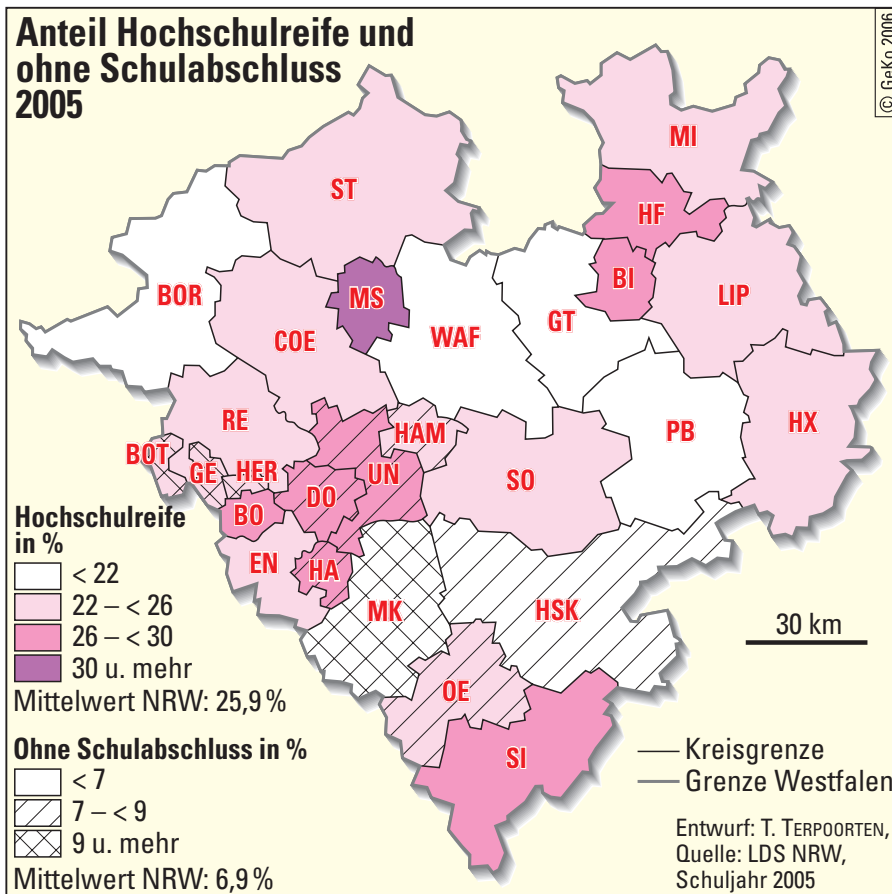 Anteil Hochschulreife und
ohne Schulabschluss
2005
© GeKo 2006
MI
ST
HF
BI
BOR
MS
LIP
COE
WAF
GT
RE
HAM
PB
HX
BOT
GE
HER
UN
SO
DO
BO
EN
HA
MK
HSK
OE
SI
Hochschulreife
in %
< 22
22 – < 26
26 – < 30
30 u. mehr
Mittelwert NRW: 25,9 %
Ohne Schulabschluss in %
< 7
7 – < 9
9 u. mehr
Mittelwert NRW: 6,9 %
30 km
Kreisgrenze
Grenze Westfalen
Entwurf: T. TERPOORTEN,
Quelle: LDS NRW,
Schuljahr 2005